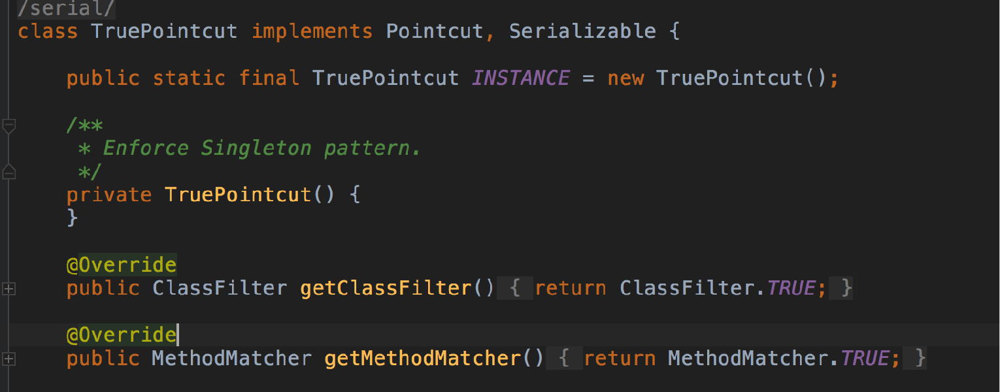 /serial/
class TruePointcut implements Pointcut, Serializable {
public static final TruePointcut INSTANCE = new TruePointcut();
/**
* Enforce Singleton pattern.
*/
private TruePointcut() {
}
@Override
public ClassFilter getClassFilter() { return ClassFilter.TRUE; }
@Override
public MethodMatcher getMethodMatcher() { return MethodMatcher.TRUE; }